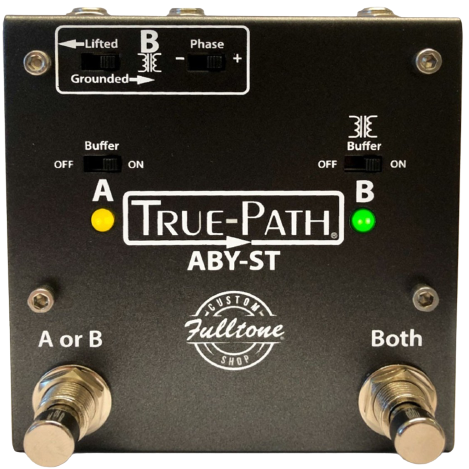 Lifted
B
Phase
- +
Grounded
Buffer
OFF ON
Buffer
OFF ON
A
B
TRUE-PATH®
ABY-ST
CUSTOM
Fulltone®
SHOP
A or B
Both